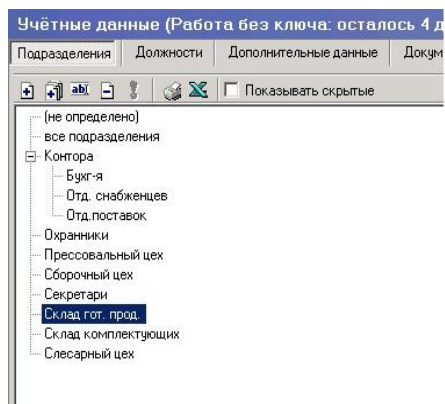 Учётные данные (Работа без ключа: осталось 4 д
Подразделения Должности Дополнительные данные Докум
abl Показывать скрытые
(не определено)
все подразделения
Контора
Бухг-я
Отд. снабженцев
Отд.поставок
Охранники
Прессовальный цех
Сборочный цех
Секретари
Склад гот. прод.
Склад комплектующих
Слесарный цех